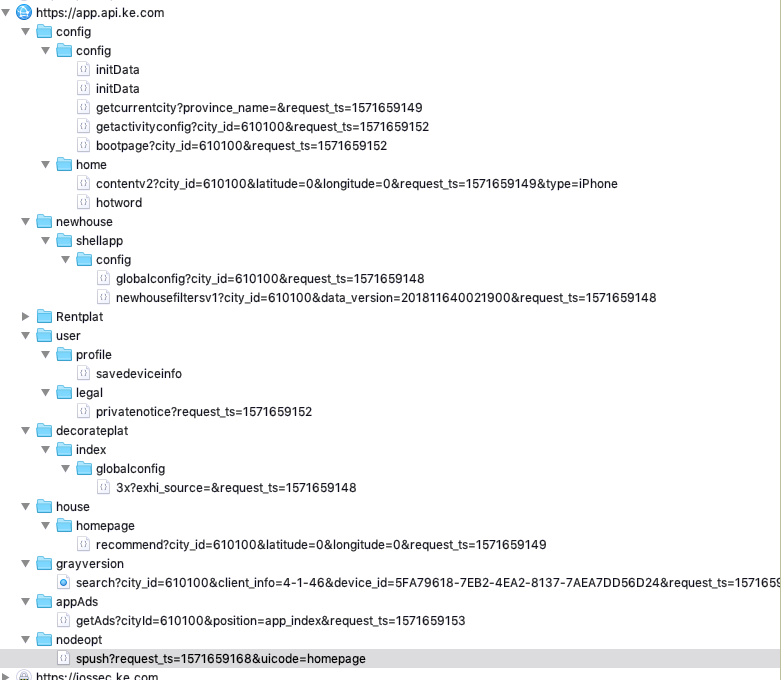 https://app.api.ke.com
config
config
initData
initData
getcurrentcity?province_name=&request_ts=1571659149
getactivityconfig?city_id=610100&request_ts=1571659152
bootpage?city_id=610100&request_ts=1571659152
home
contentv2?city_id=610100&latitude=0&longitude=0&request_ts=1571659149&type=iPhone
hotword
newhouse
shellapp
config
globalconfig?city_id=610100&request_ts=1571659148
newhousefiltersv1?city_id=610100&data_version=201811640021900&request_ts=1571659148
Rentplat
user
profile
savedeviceinfo
legal
privatenotice?request_ts=1571659152
decorateplat
index
globalconfig
3x?exhi_source=&request_ts=1571659148
house
homepage
recommend?city_id=610100&latitude=0&longitude=0&request_ts=1571659149
grayversion
search?city_id=610100&client_info=4-1-46&device_id=5FA79618-7EB2-4EA2-8137-7AEA7DD56D24&request_ts=1571659
appAds
getAds?cityId=610100&position=app_index&request_ts=1571659153
nodeopt
spush?request_ts=1571659168&uicode=homepage
https://iossec.ke.com